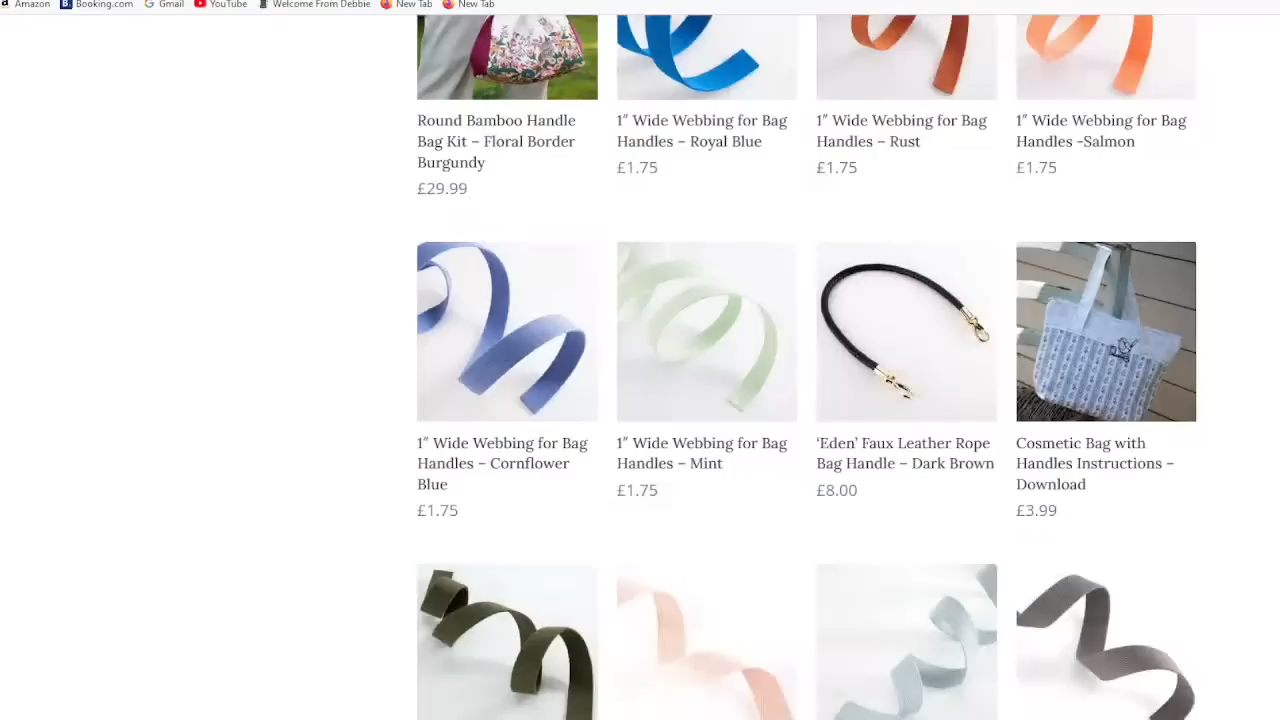 Amazon Booking.com Gmail YouTube Welcome From Debbie New Tab New Tab
Round Bamboo Handle
Bag Kit – Floral Border
Burgundy
£29.99
1″ Wide Webbing for Bag
Handles – Royal Blue
£1.75
1″ Wide Webbing for Bag
Handles – Rust
£1.75
1″ Wide Webbing for Bag
Handles -Salmon
£1.75
1″ Wide Webbing for Bag
Handles – Cornflower
Blue
£1.75
1″ Wide Webbing for Bag
Handles – Mint
£1.75
‘Eden’ Faux Leather Rope
Bag Handle – Dark Brown
£8.00
Cosmetic Bag with
Handles Instructions –
Download
£3.99